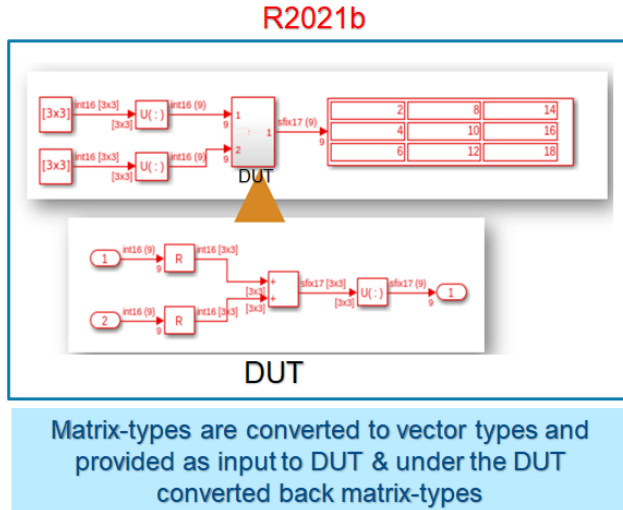 R2021b
[3x3] int16 [3x3] [3x3] U( : ) int16 (9) 9 1
: 1 sfix17 (9) 9
[3x3] int16 [3x3] [3x3] U( : ) int16 (9) 9 2
DUT
2 8 14
4 10 16
6 12 18
1 int16 (9) 9 R int16 [3x3] [3x3] +
sfix17 [3x3] [3x3] U( : ) sfix17 (9) 9 1
2 int16 (9) 9 R int16 [3x3] [3x3] +
DUT
Matrix-types are converted to vector types and
provided as input to DUT & under the DUT
converted back matrix-types